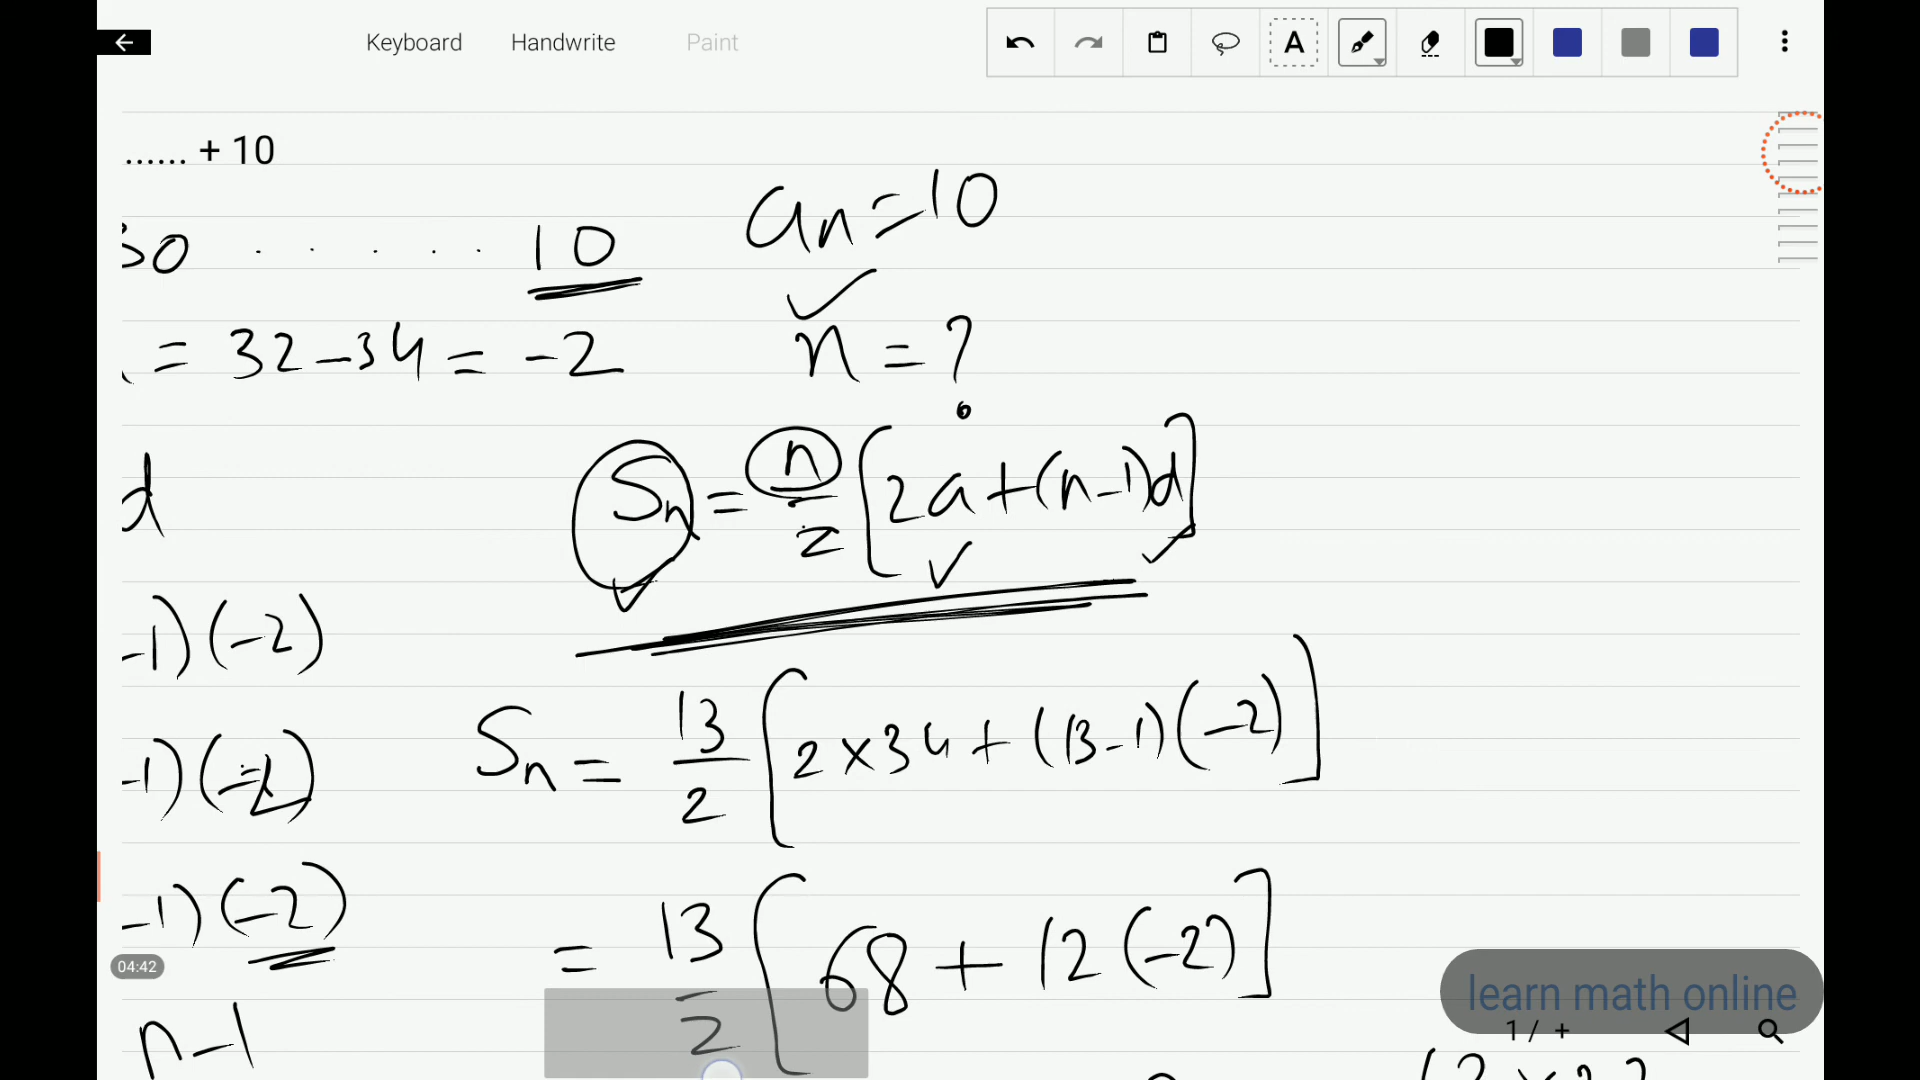 Keyboard Handwrite Paint A
...... + 10
30 . . . . . 10 an = 10
= 32 - 34 = -2 n = ?
d Sn = n/2 [2a + (n-1)d]
-1)(-2)
Sn = 13/2 [2 × 34 + (13-1)(-2)]
-1)(-2)
-1)(-2) = 13/2 [68 + 12(-2)]
04:42
learn math online
n-1
1 / +